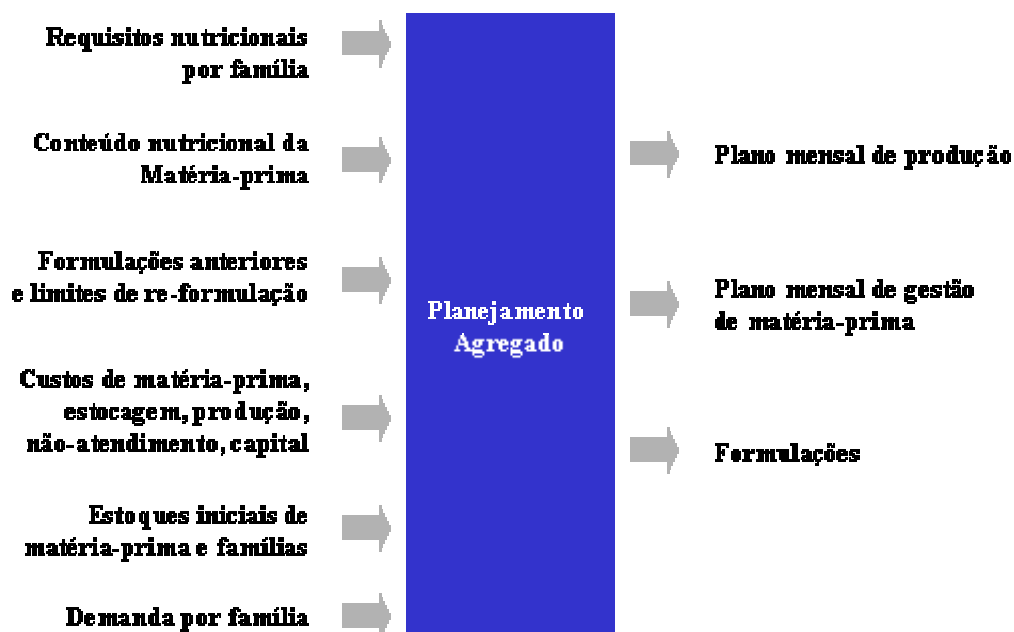 Requisitos nutricionais
por família
Conteúdo nutricional da
Matéria-prima
Formulações anteriores
e limites de re-formulação
Custos de matéria-prima,
estocagem, produção,
não-atendimento, capital
Estoques iniciais de
matéria-prima e famílias
Demanda por família
Planejamento
Agregado
Plano mensal de produção
Plano mensal de gestão
de matéria-prima
Formulações